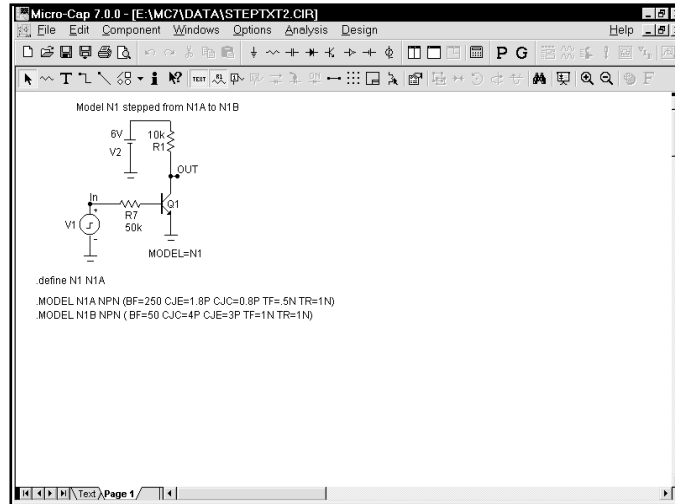 Micro-Cap 7.0.0 - [E:\MC7\DATA\STEPTXT2.CIR]
File Edit Component Windows Options Analysis Design Help
T i ? TEXT R1 P G
ON F
Model N1 stepped from N1A to N1B
6V
V2
10k
R1
OUT
In
V1
R7
50k
Q1
MODEL=N1
.define N1 N1A
.MODEL N1A NPN (BF=250 CJE=1.8P CJC=0.8P TF=.5N TR=1N)
.MODEL N1B NPN ( BF=50 CJC=4P CJE=3P TF=1N TR=1N)
Text Page 1